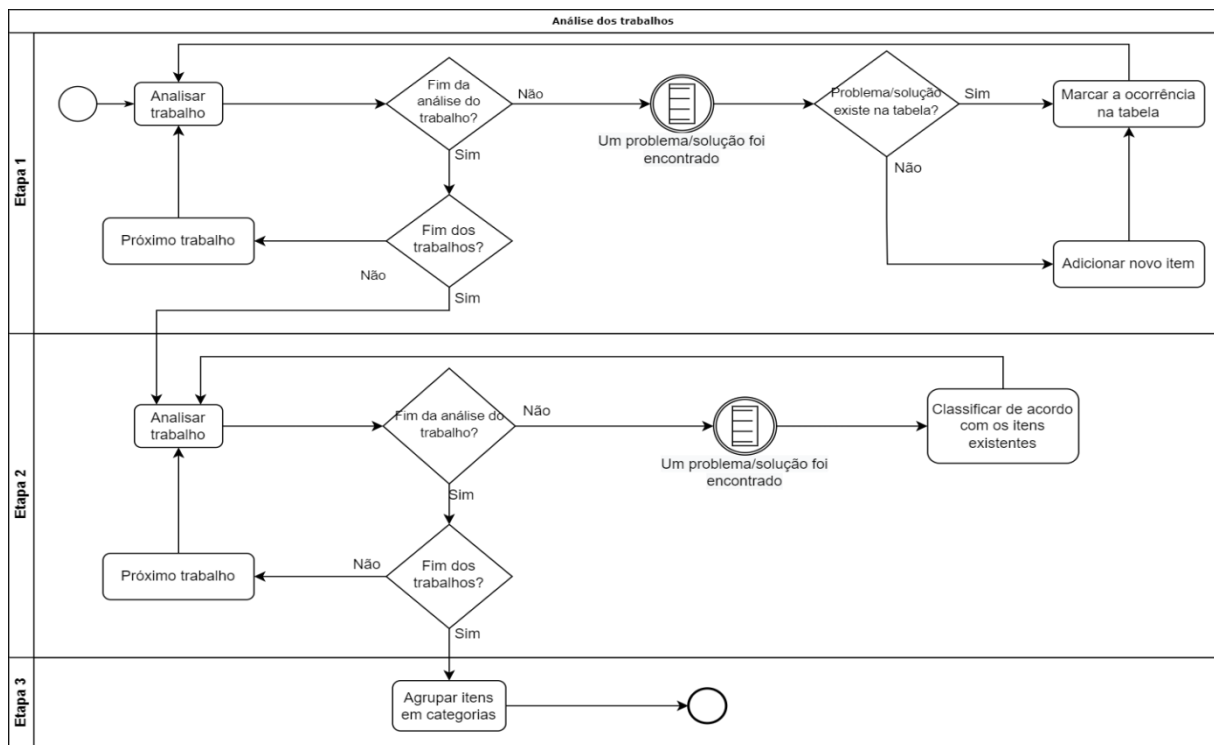 Análise dos trabalhos
Etapa 1
Analisar
trabalho
Fim da
análise do
trabalho?
Não
Um problema/solução foi
encontrado
Problema/solução
existe na tabela?
Sim
Marcar a ocorrência
na tabela
Sim
Não
Próximo trabalho
Fim dos
trabalhos?
Não
Sim
Adicionar novo item
Etapa 2
Analisar
trabalho
Fim da análise do
trabalho?
Não
Um problema/solução foi
encontrado
Classificar de acordo
com os itens
existentes
Sim
Próximo trabalho
Não
Fim dos
trabalhos?
Sim
Etapa 3
Agrupar itens
em categorias